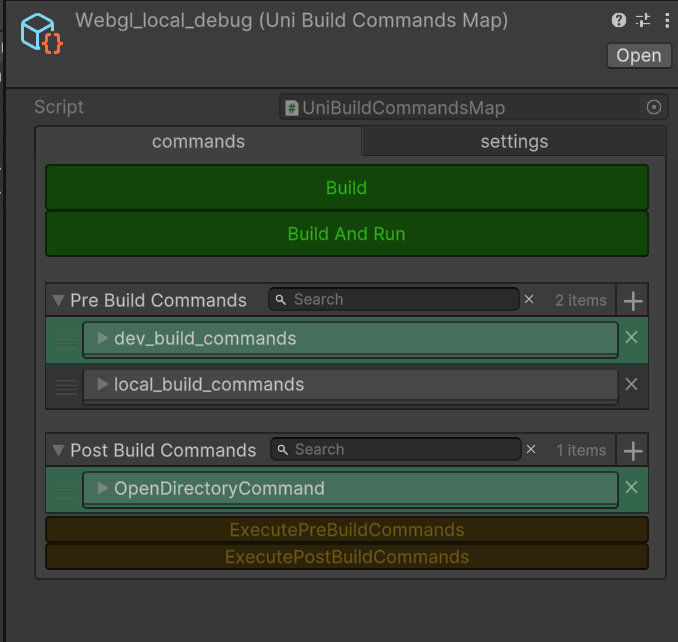 Webgl_local_debug (Uni Build Commands Map)
Open
Script
UniBuildCommandsMap
commands
settings
Build
Build And Run
Pre Build Commands
Search
2 items
dev_build_commands
local_build_commands
Post Build Commands
Search
1 items
OpenDirectoryCommand
ExecutePreBuildCommands
ExecutePostBuildCommands